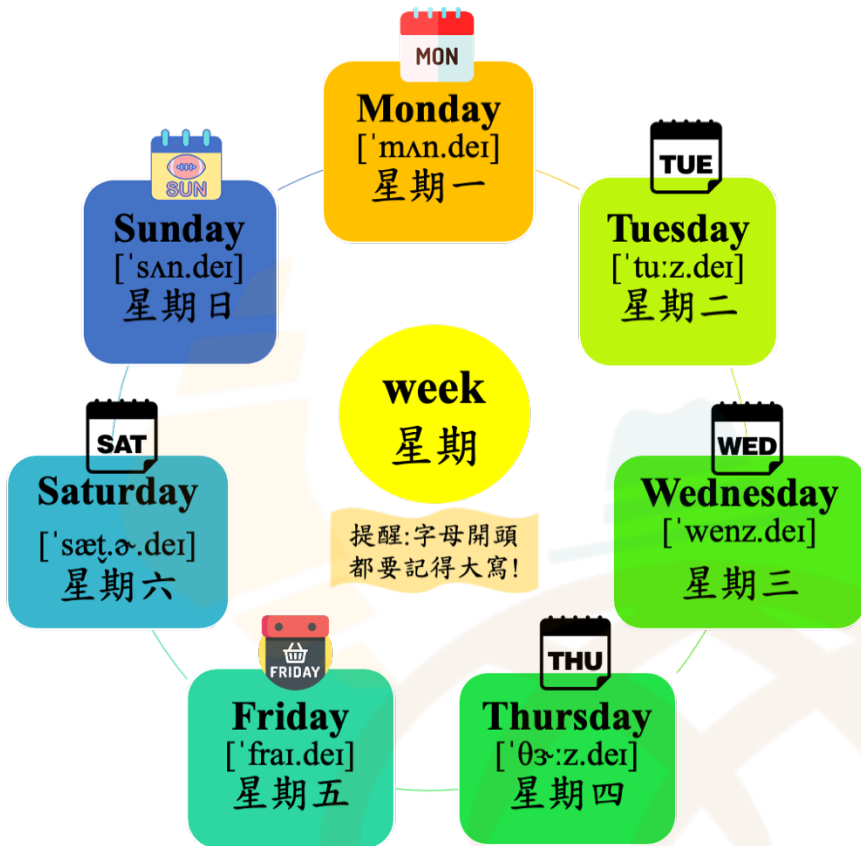 MON
Monday
[ˈmʌn.deɪ]
星期一
TUE
Tuesday
[ˈtuːz.deɪ]
星期二
WED
Wednesday
[ˈwenz.deɪ]
星期三
THU
Thursday
[ˈθɝːz.deɪ]
星期四
FRIDAY
Friday
[ˈfraɪ.deɪ]
星期五
SAT
Saturday
[ˈsæt̬.ɚ.deɪ]
星期六
SUN
Sunday
[ˈsʌn.deɪ]
星期日
week
星期
提醒:字母開頭
都要記得大寫!